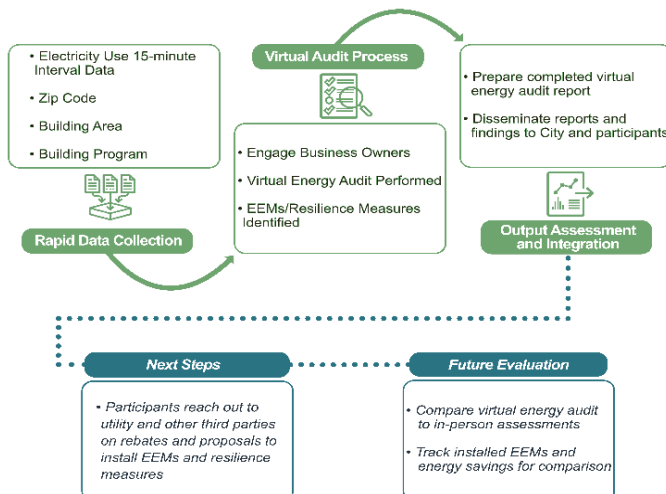 • Electricity Use 15-minute
Interval Data
• Zip Code
• Building Area
• Building Program
Rapid Data Collection
Virtual Audit Process
• Engage Business Owners
• Virtual Energy Audit Performed
• EEMs/Resilience Measures
Identified
• Prepare completed virtual
energy audit report
• Disseminate reports and
findings to City and participants
Output Assessment
and Integration
Next Steps
• Participants reach out to
utility and other third parties
on rebates and proposals to
install EEMs and resilience
measures
Future Evaluation
• Compare virtual energy audit
to in-person assessments
• Track installed EEMs and
energy savings for comparison